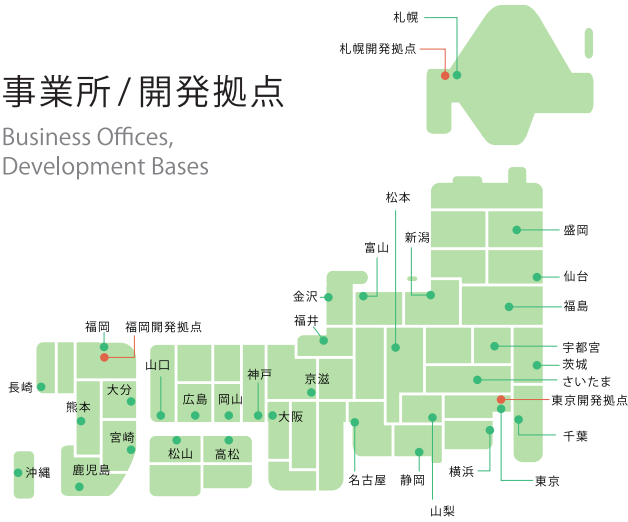 札幌
札幌開発拠点
事業所 / 開発拠点
Business Offices,
Development Bases
松本
新潟
富山
盛岡
仙台
金沢
福島
福井
福岡
福岡開発拠点
宇都宮
山口
茨城
神戸
京滋
さいたま
長崎
大分
広島
岡山
東京開発拠点
熊本
大阪
宮崎
千葉
松山
高松
鹿児島
沖縄
名古屋
静岡
横浜
東京
山梨